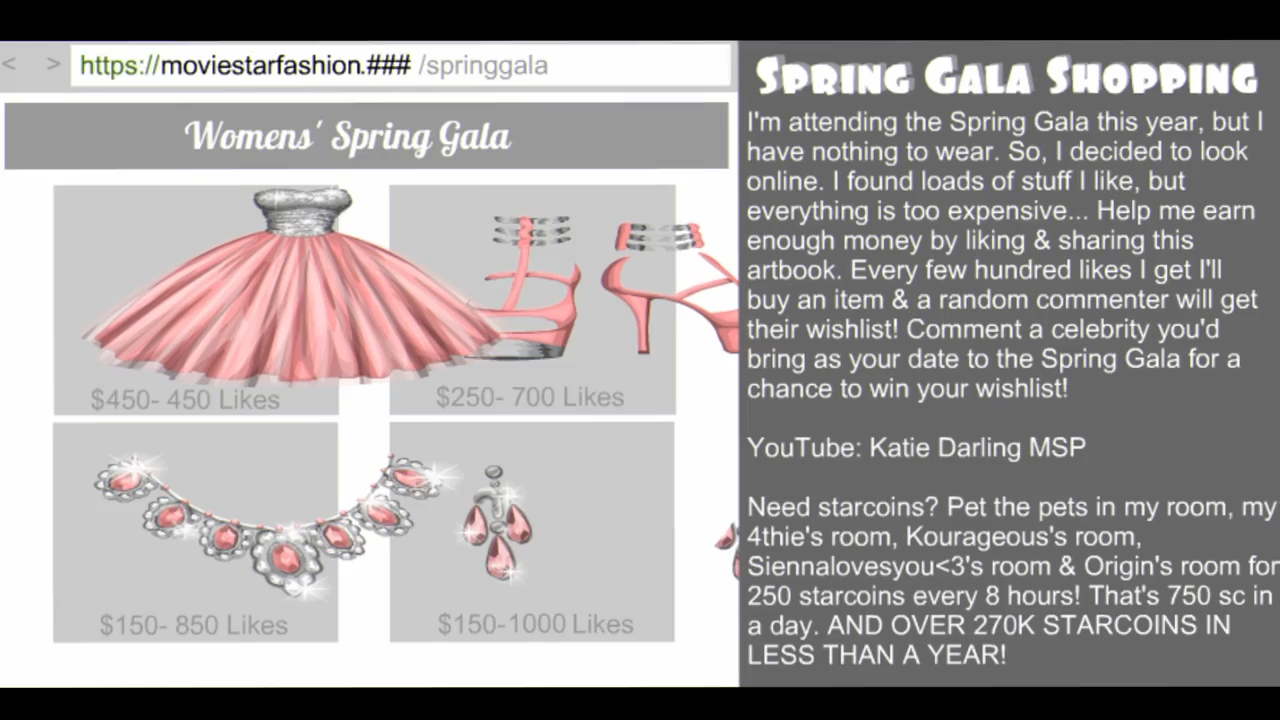 < > https://moviestarfashion.### /springgala
Womens' Spring Gala
$450- 450 Likes
$250- 700 Likes
$150- 850 Likes
$150-1000 Likes
SPRING GALA SHOPPING
I'm attending the Spring Gala this year, but I
have nothing to wear. So, I decided to look
online. I found loads of stuff I like, but
everything is too expensive... Help me earn
enough money by liking & sharing this
artbook. Every few hundred likes I get I'll
buy an item & a random commenter will get
their wishlist! Comment a celebrity you'd
bring as your date to the Spring Gala for a
chance to win your wishlist!
YouTube: Katie Darling MSP
Need starcoins? Pet the pets in my room, my
4thie's room, Kourageous's room,
Siennalovesyou<3's room & Origin's room for
250 starcoins every 8 hours! That's 750 sc in
a day. AND OVER 270K STARCOINS IN
LESS THAN A YEAR!